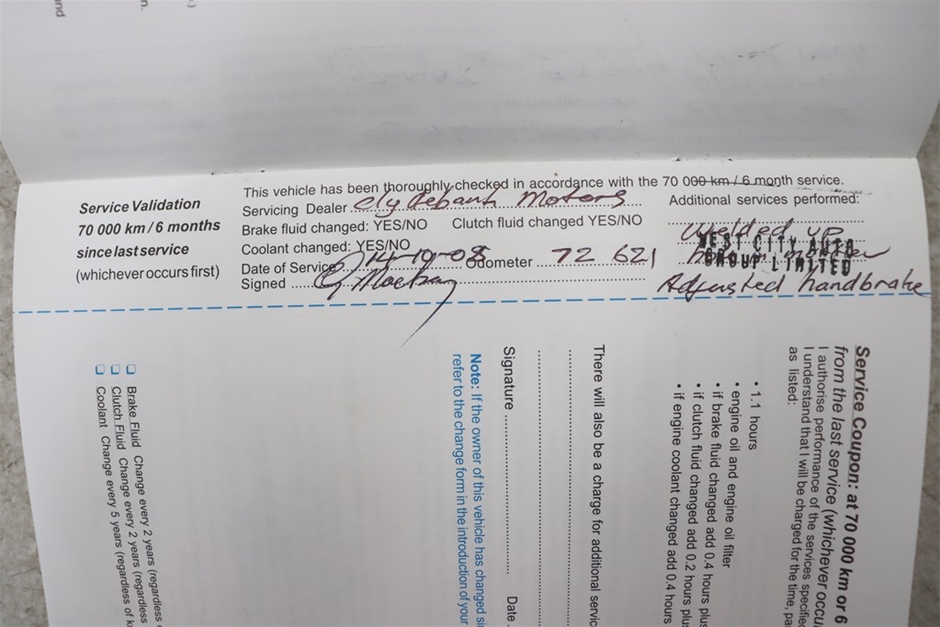 Service Validation
70 000 km / 6 months
since last service
(whichever occurs first)
This vehicle has been thoroughly checked in accordance with the 70 000 km / 6 month service.
Servicing Dealer Clydebank Motors
Brake fluid changed: YES/NO Clutch fluid changed YES/NO
Coolant changed: YES/NO
Date of Service 14-10-08 Odometer 72 621
Signed
Additional services performed:
Welded up
WEST CITY AUTO
GROUP LIMITED
Adjusted handbrake
Service Coupon: at 70 000 km or 6
from the last service (whichever occu
I authorise performance of the services specifie
I understand that I will be charged for the time, pa
as listed:
• 1.1 hours
• engine oil and engine oil filter
• if brake fluid changed add 0.4 hours plus
• if clutch fluid changed add 0.2 hours plus
• if engine coolant changed add 0.4 hours
There will also be a charge for additional servic
Signature Date
Note: If the owner of this vehicle has changed si
refer to the change form in the introduction of your
Brake Fluid Change every 2 years (regardless
Clutch Fluid Change every 2 years (regardless
Coolant Change every 5 years (regardless of k